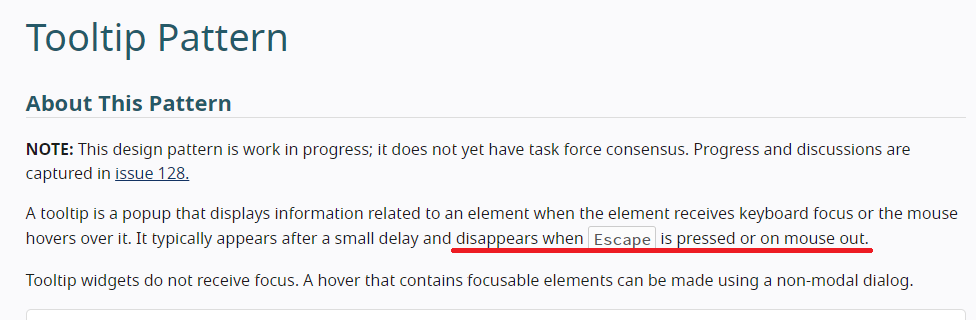 Tooltip Pattern
About This Pattern
NOTE: This design pattern is work in progress; it does not yet have task force consensus. Progress and discussions are
captured in issue 128.
A tooltip is a popup that displays information related to an element when the element receives keyboard focus or the mouse
hovers over it. It typically appears after a small delay and disappears when Escape is pressed or on mouse out.
Tooltip widgets do not receive focus. A hover that contains focusable elements can be made using a non-modal dialog.